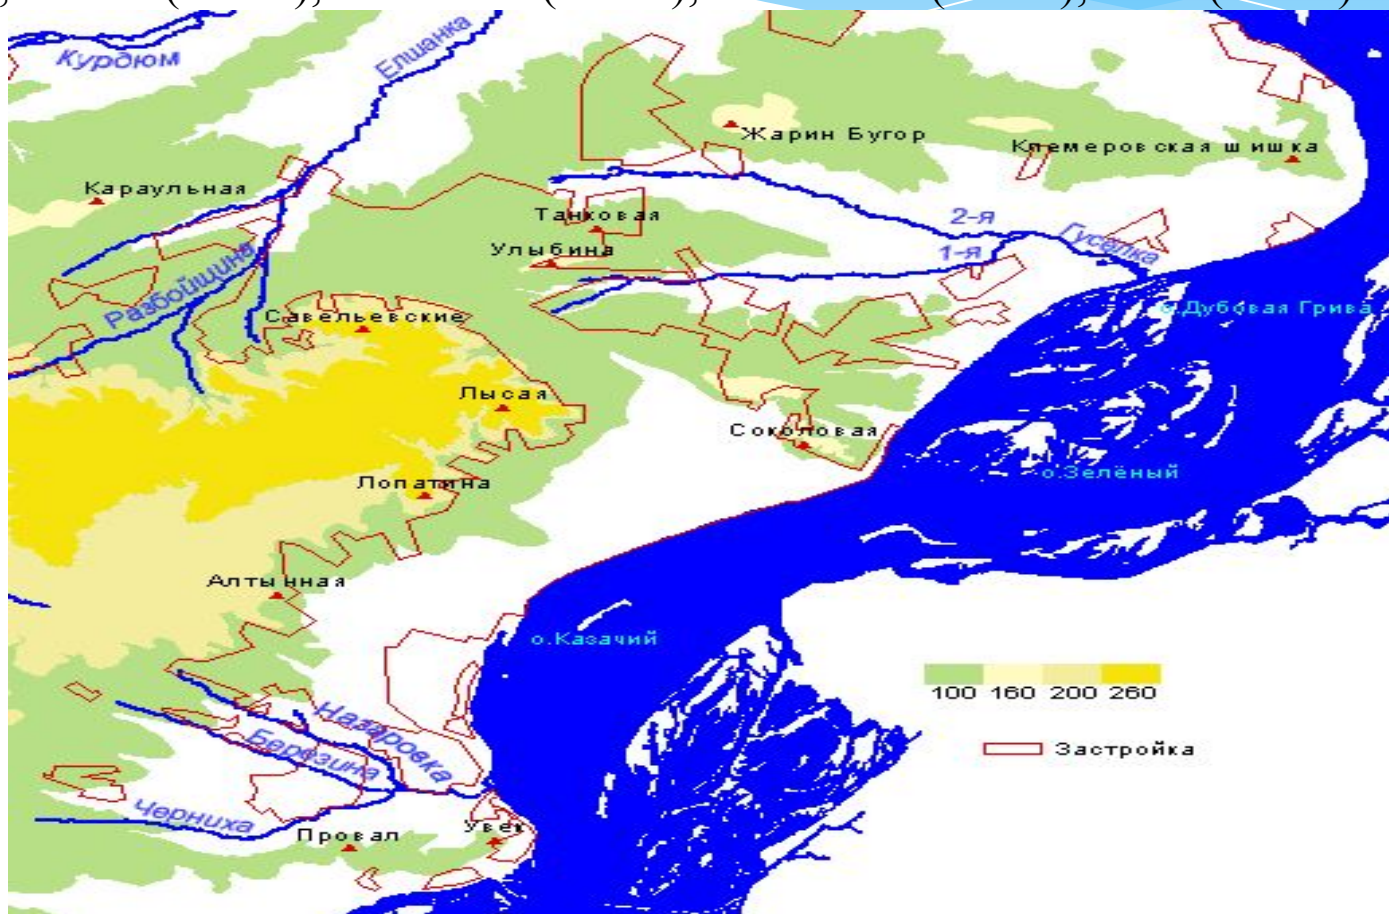 Курдюм
Елшанка
Жарин Бугор
Клемеровская шишка
Караульная
Танковая
2-я
Гуселка
Улыбина
1-я
Разбойщина
о.Дубовая Грива
Савельевские
Лысая
Соколовая
о.Зелёный
Лопатина
Алтынная
о.Казачий
100 160 200 260
Назаровка
Березина
Застройка
Черниха
Провал
Увек